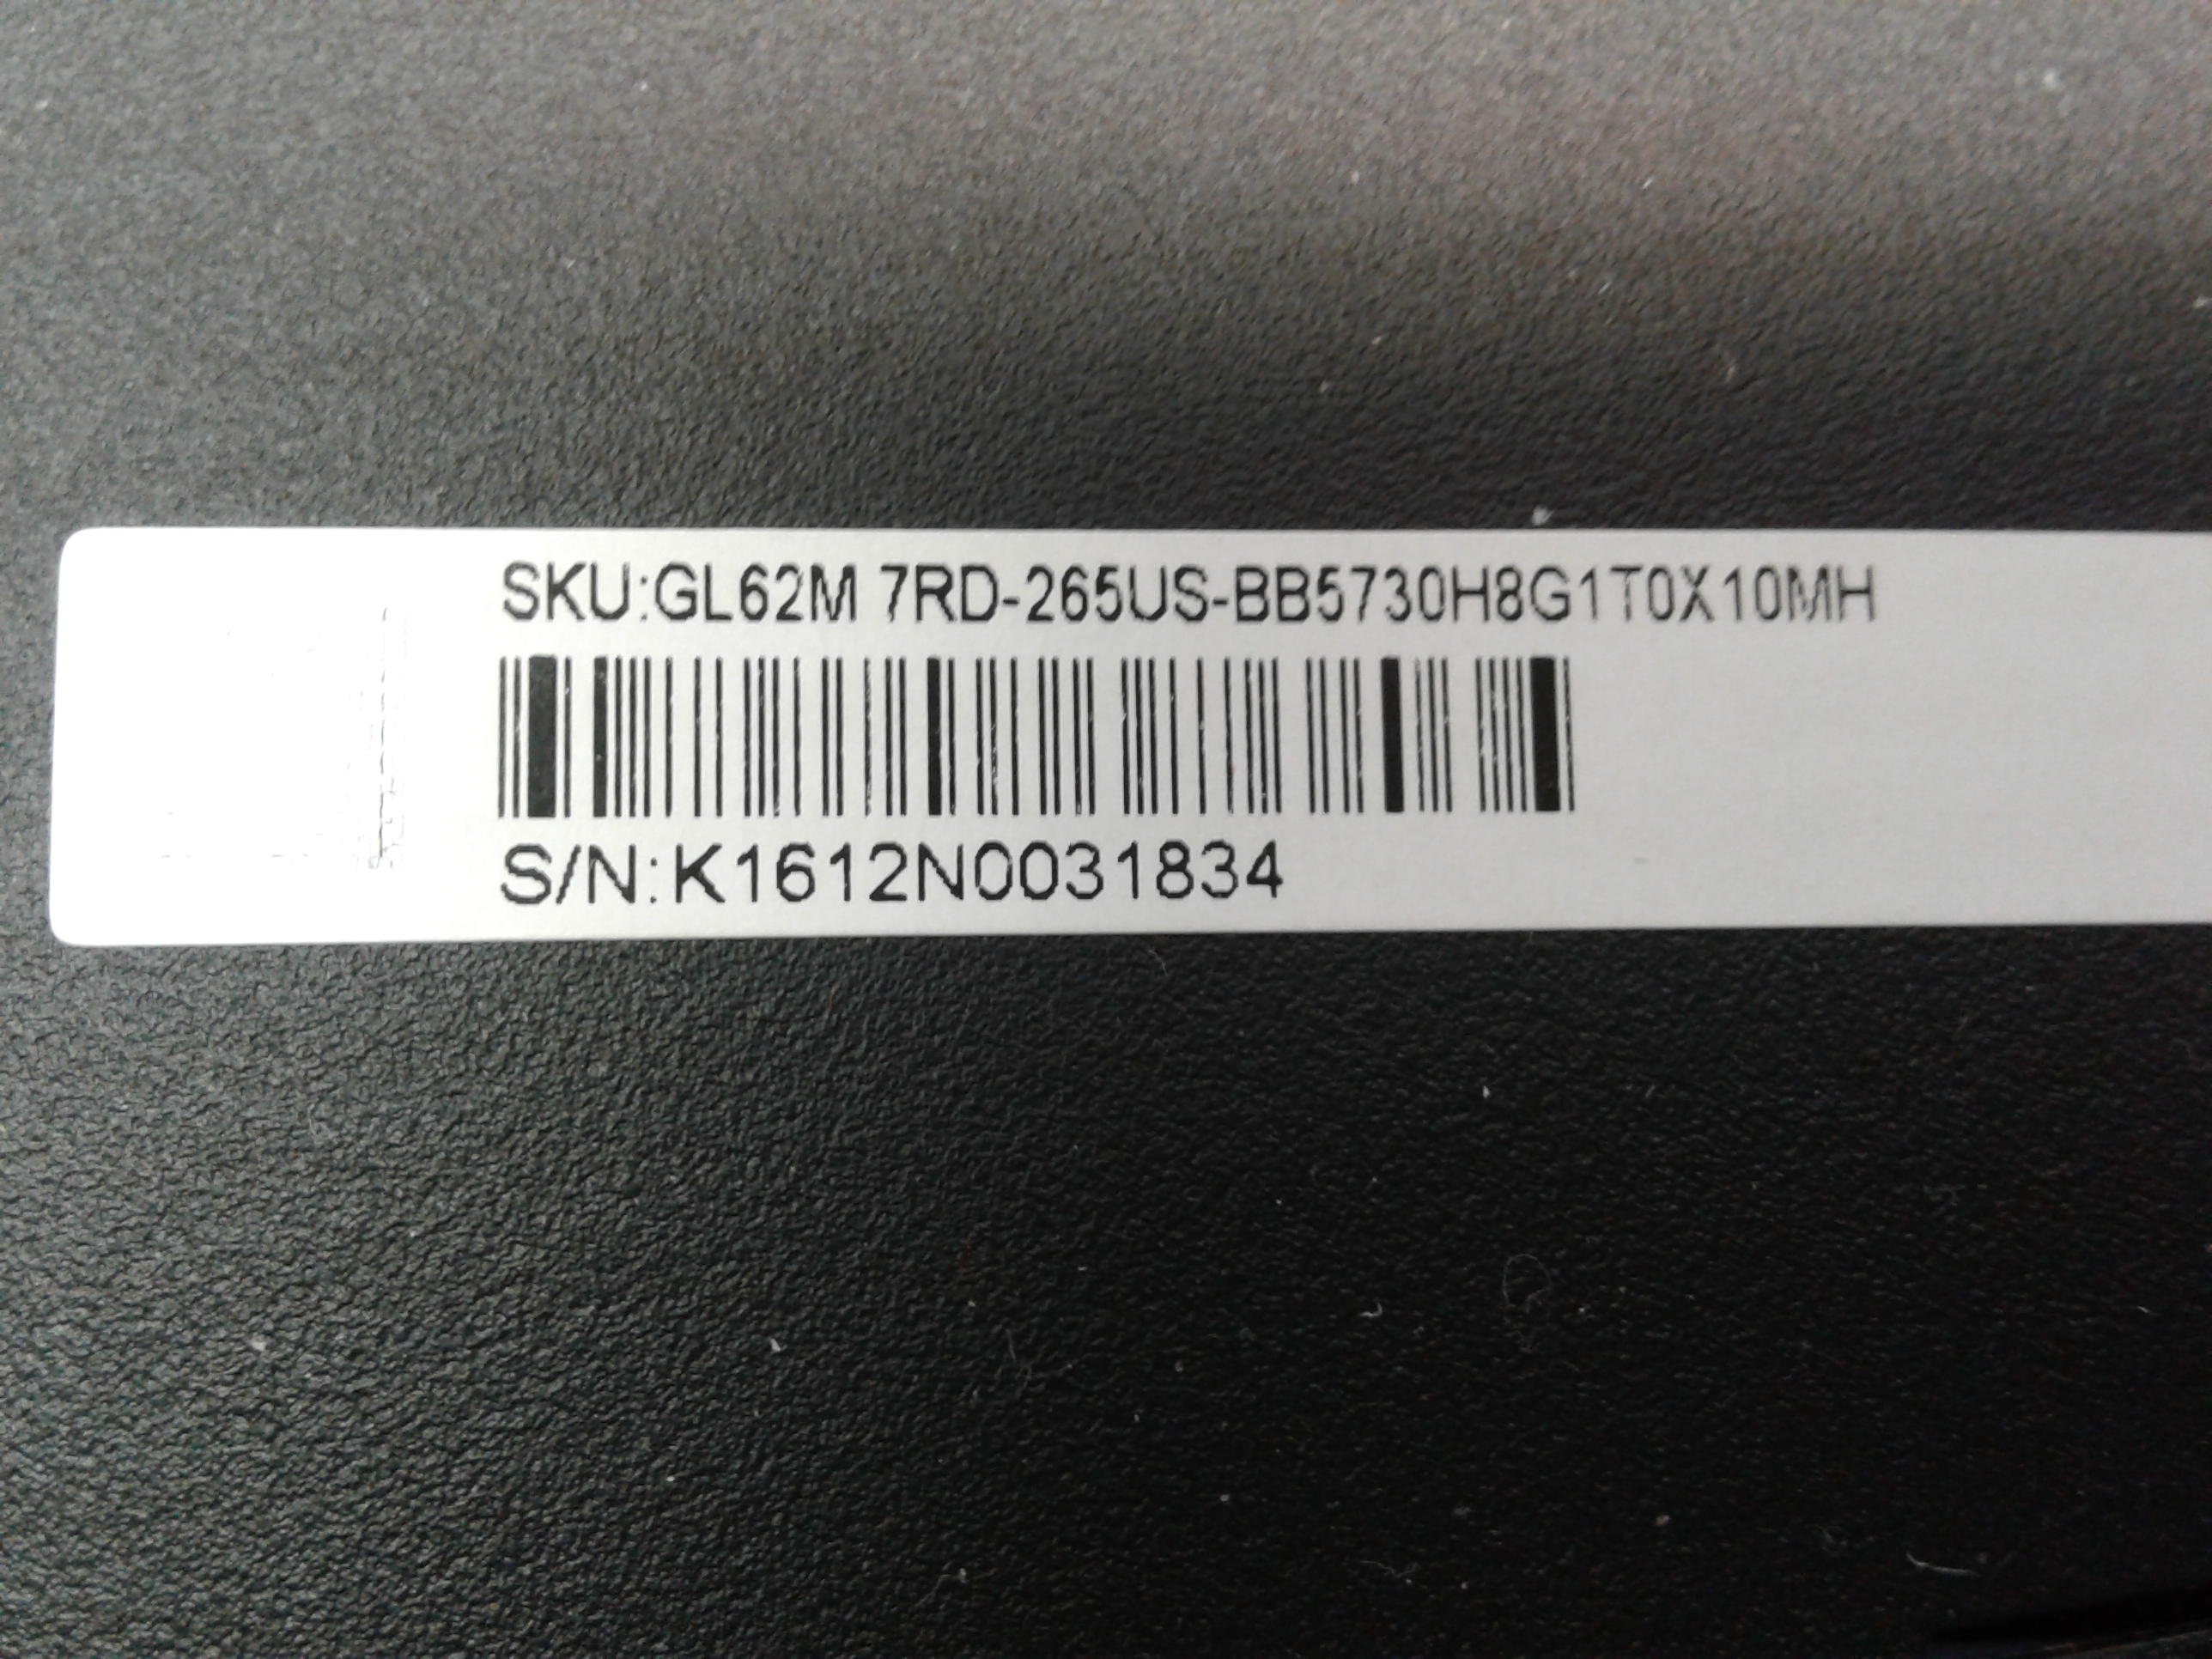 SKU:GL62M 7RD-265US-BB5730H8G1T0X10MH
S/N:K1612N0031834